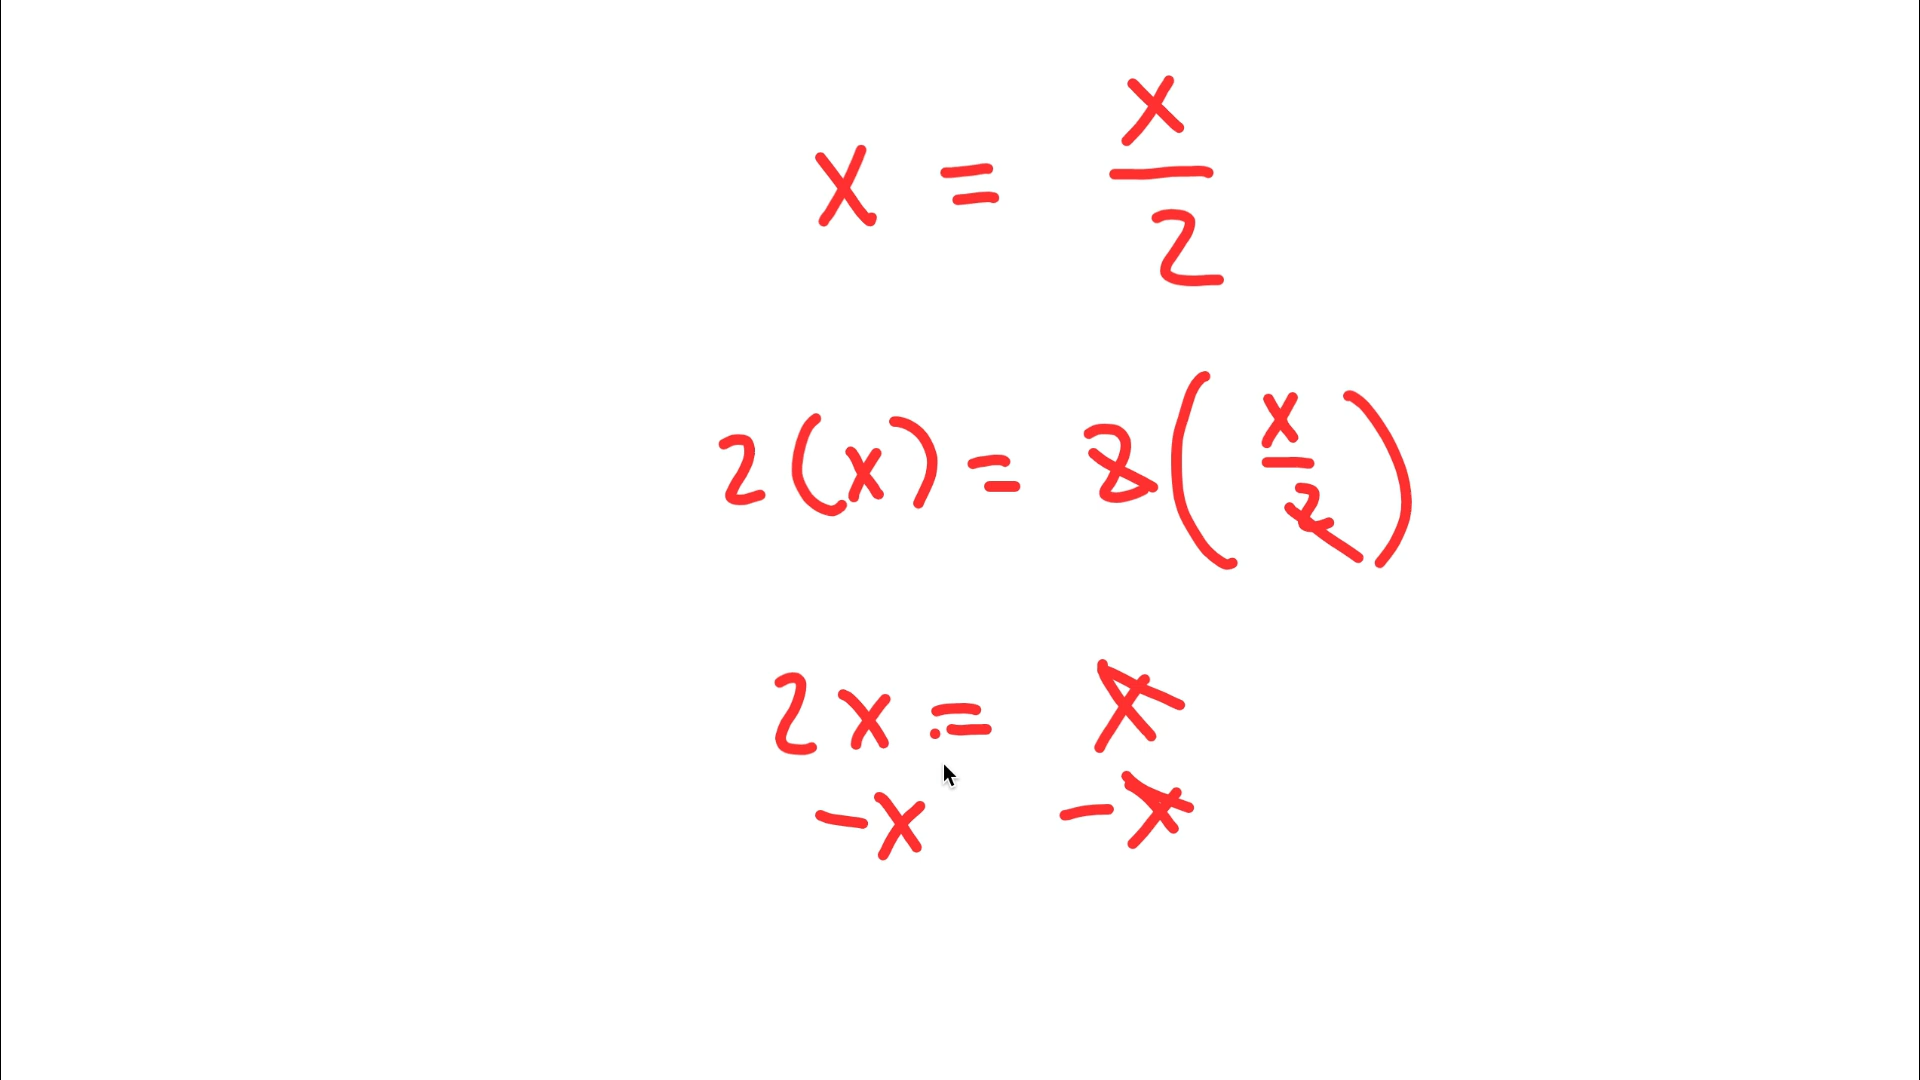 x = x/2
2(x) = 2(x/2)
2x = x
-x -x